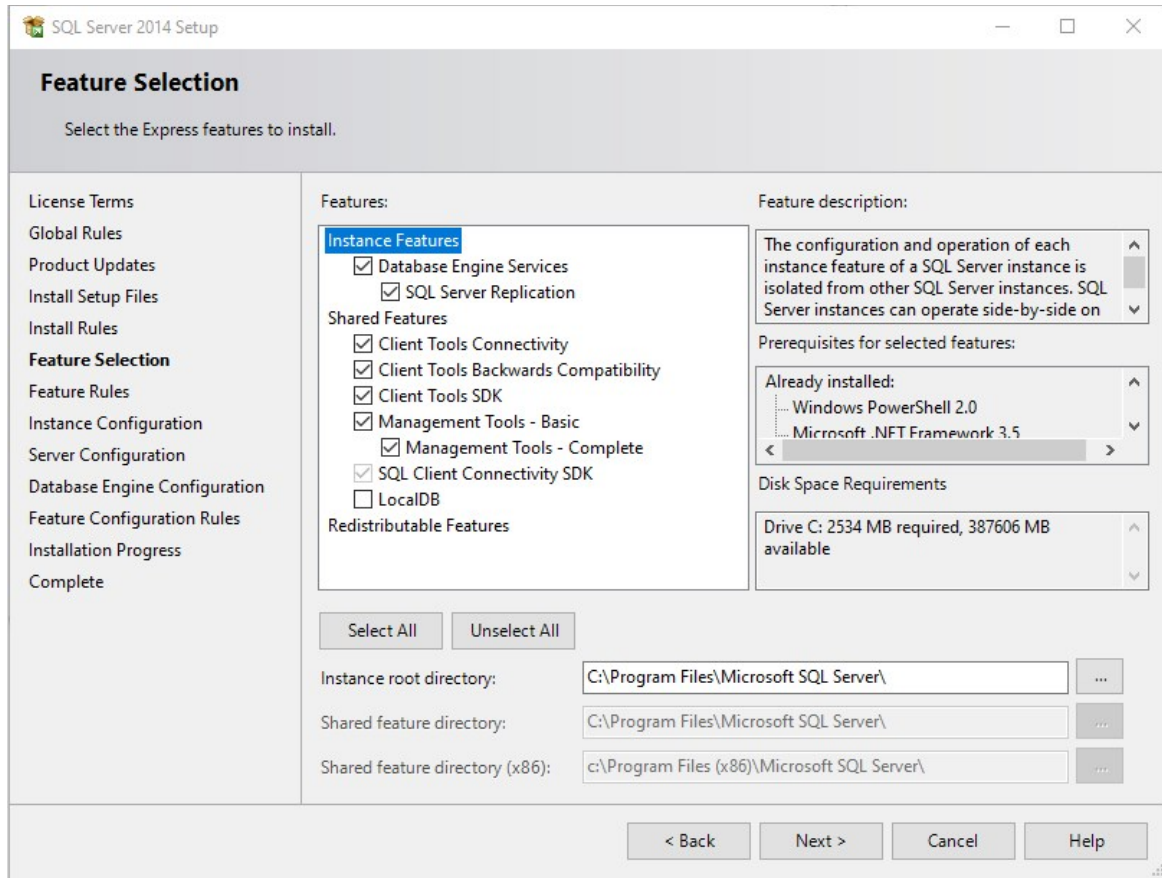 SQL Server 2014 Setup
Feature Selection
Select the Express features to install.
License Terms
Global Rules
Product Updates
Install Setup Files
Install Rules
Feature Selection
Feature Rules
Instance Configuration
Server Configuration
Database Engine Configuration
Feature Configuration Rules
Installation Progress
Complete
Features:
Instance Features
Database Engine Services
SQL Server Replication
Shared Features
Client Tools Connectivity
Client Tools Backwards Compatibility
Client Tools SDK
Management Tools - Basic
Management Tools - Complete
SQL Client Connectivity SDK
LocalDB
Redistributable Features
Feature description:
The configuration and operation of each
instance feature of a SQL Server instance is
isolated from other SQL Server instances. SQL
Server instances can operate side-by-side on
Prerequisites for selected features:
Already installed:
Windows PowerShell 2.0
Microsoft .NET Framework 3.5
Disk Space Requirements
Drive C: 2534 MB required, 387606 MB
available
Select All
Unselect All
Instance root directory:
C:\Program Files\Microsoft SQL Server\
...
Shared feature directory:
C:\Program Files\Microsoft SQL Server\
...
Shared feature directory (x86):
c:\Program Files (x86)\Microsoft SQL Server\
...
< Back
Next >
Cancel
Help